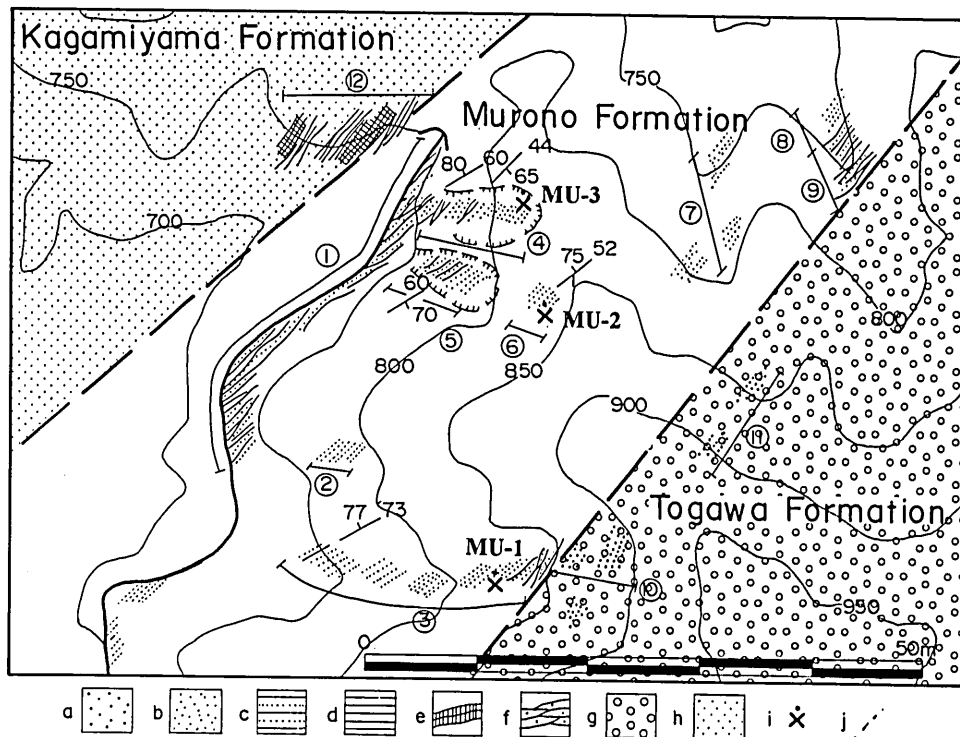 Kagamiyama Formation
750
⑫
750
Murono Formation
80
60
44
65
MU-3
⑧
⑨
⑦
700
①
④
75
52
60
70
MU-2
800
⑤
⑥
800
850
900
②
⑪
77
73
MU-1
Togawa Formation
⑩
950
③
0
50m
a
b
c
d
e
f
g
h
i
j